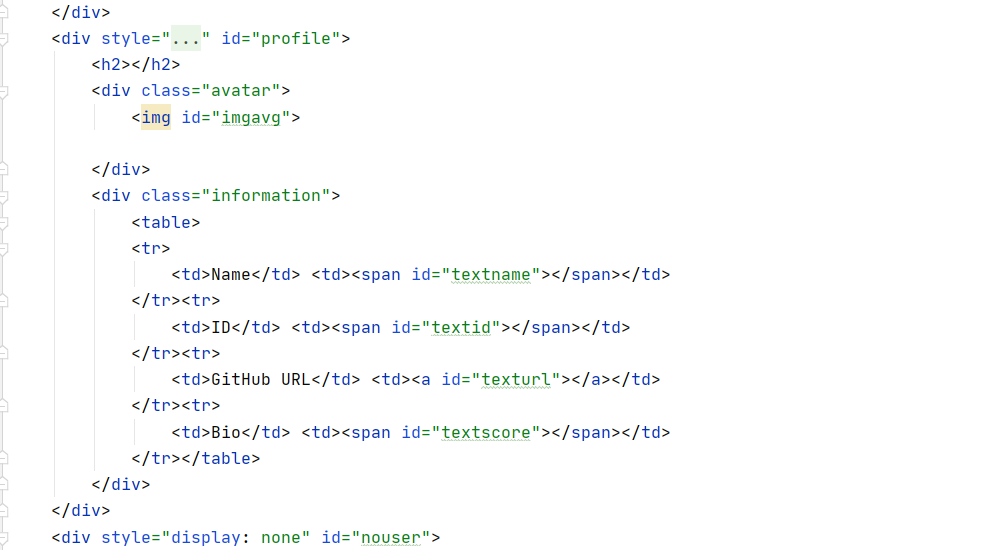 </div>
<div style="..." id="profile">
<h2></h2>
<div class="avatar">
<img id="imgavg">
</div>
<div class="information">
<table>
<tr>
<td>Name</td> <td><span id="textname"></span></td>
</tr><tr>
<td>ID</td> <td><span id="textid"></span></td>
</tr><tr>
<td>GitHub URL</td> <td><a id="texturl"></a></td>
</tr><tr>
<td>Bio</td> <td><span id="textscore"></span></td>
</tr></table>
</div>
</div>
<div style="display: none" id="nouser">